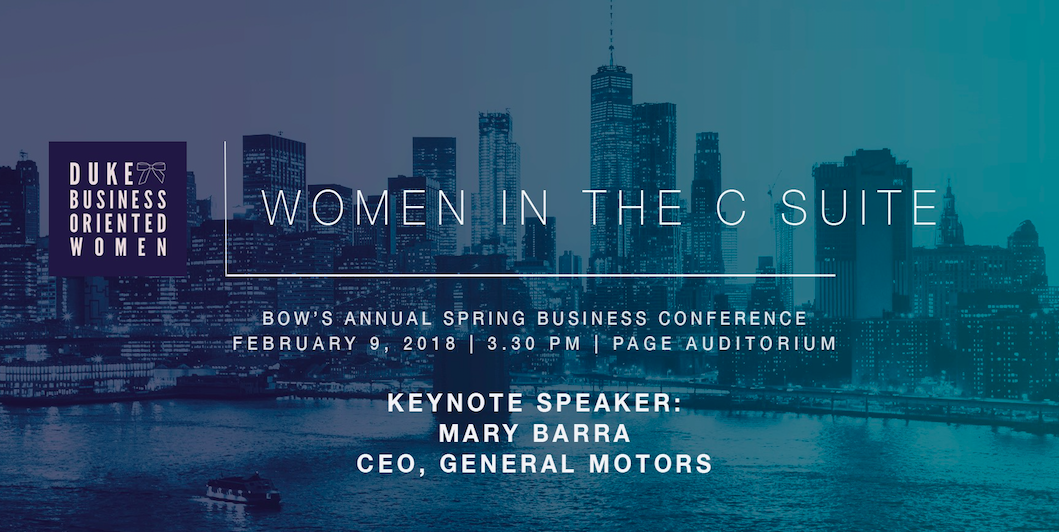 DUKE
BUSINESS
ORIENTED
WOMEN
WOMEN IN THE C SUITE
BOW'S ANNUAL SPRING BUSINESS CONFERENCE
FEBRUARY 9, 2018 | 3.30 PM | PAGE AUDITORIUM
KEYNOTE SPEAKER:
MARY BARRA
CEO, GENERAL MOTORS